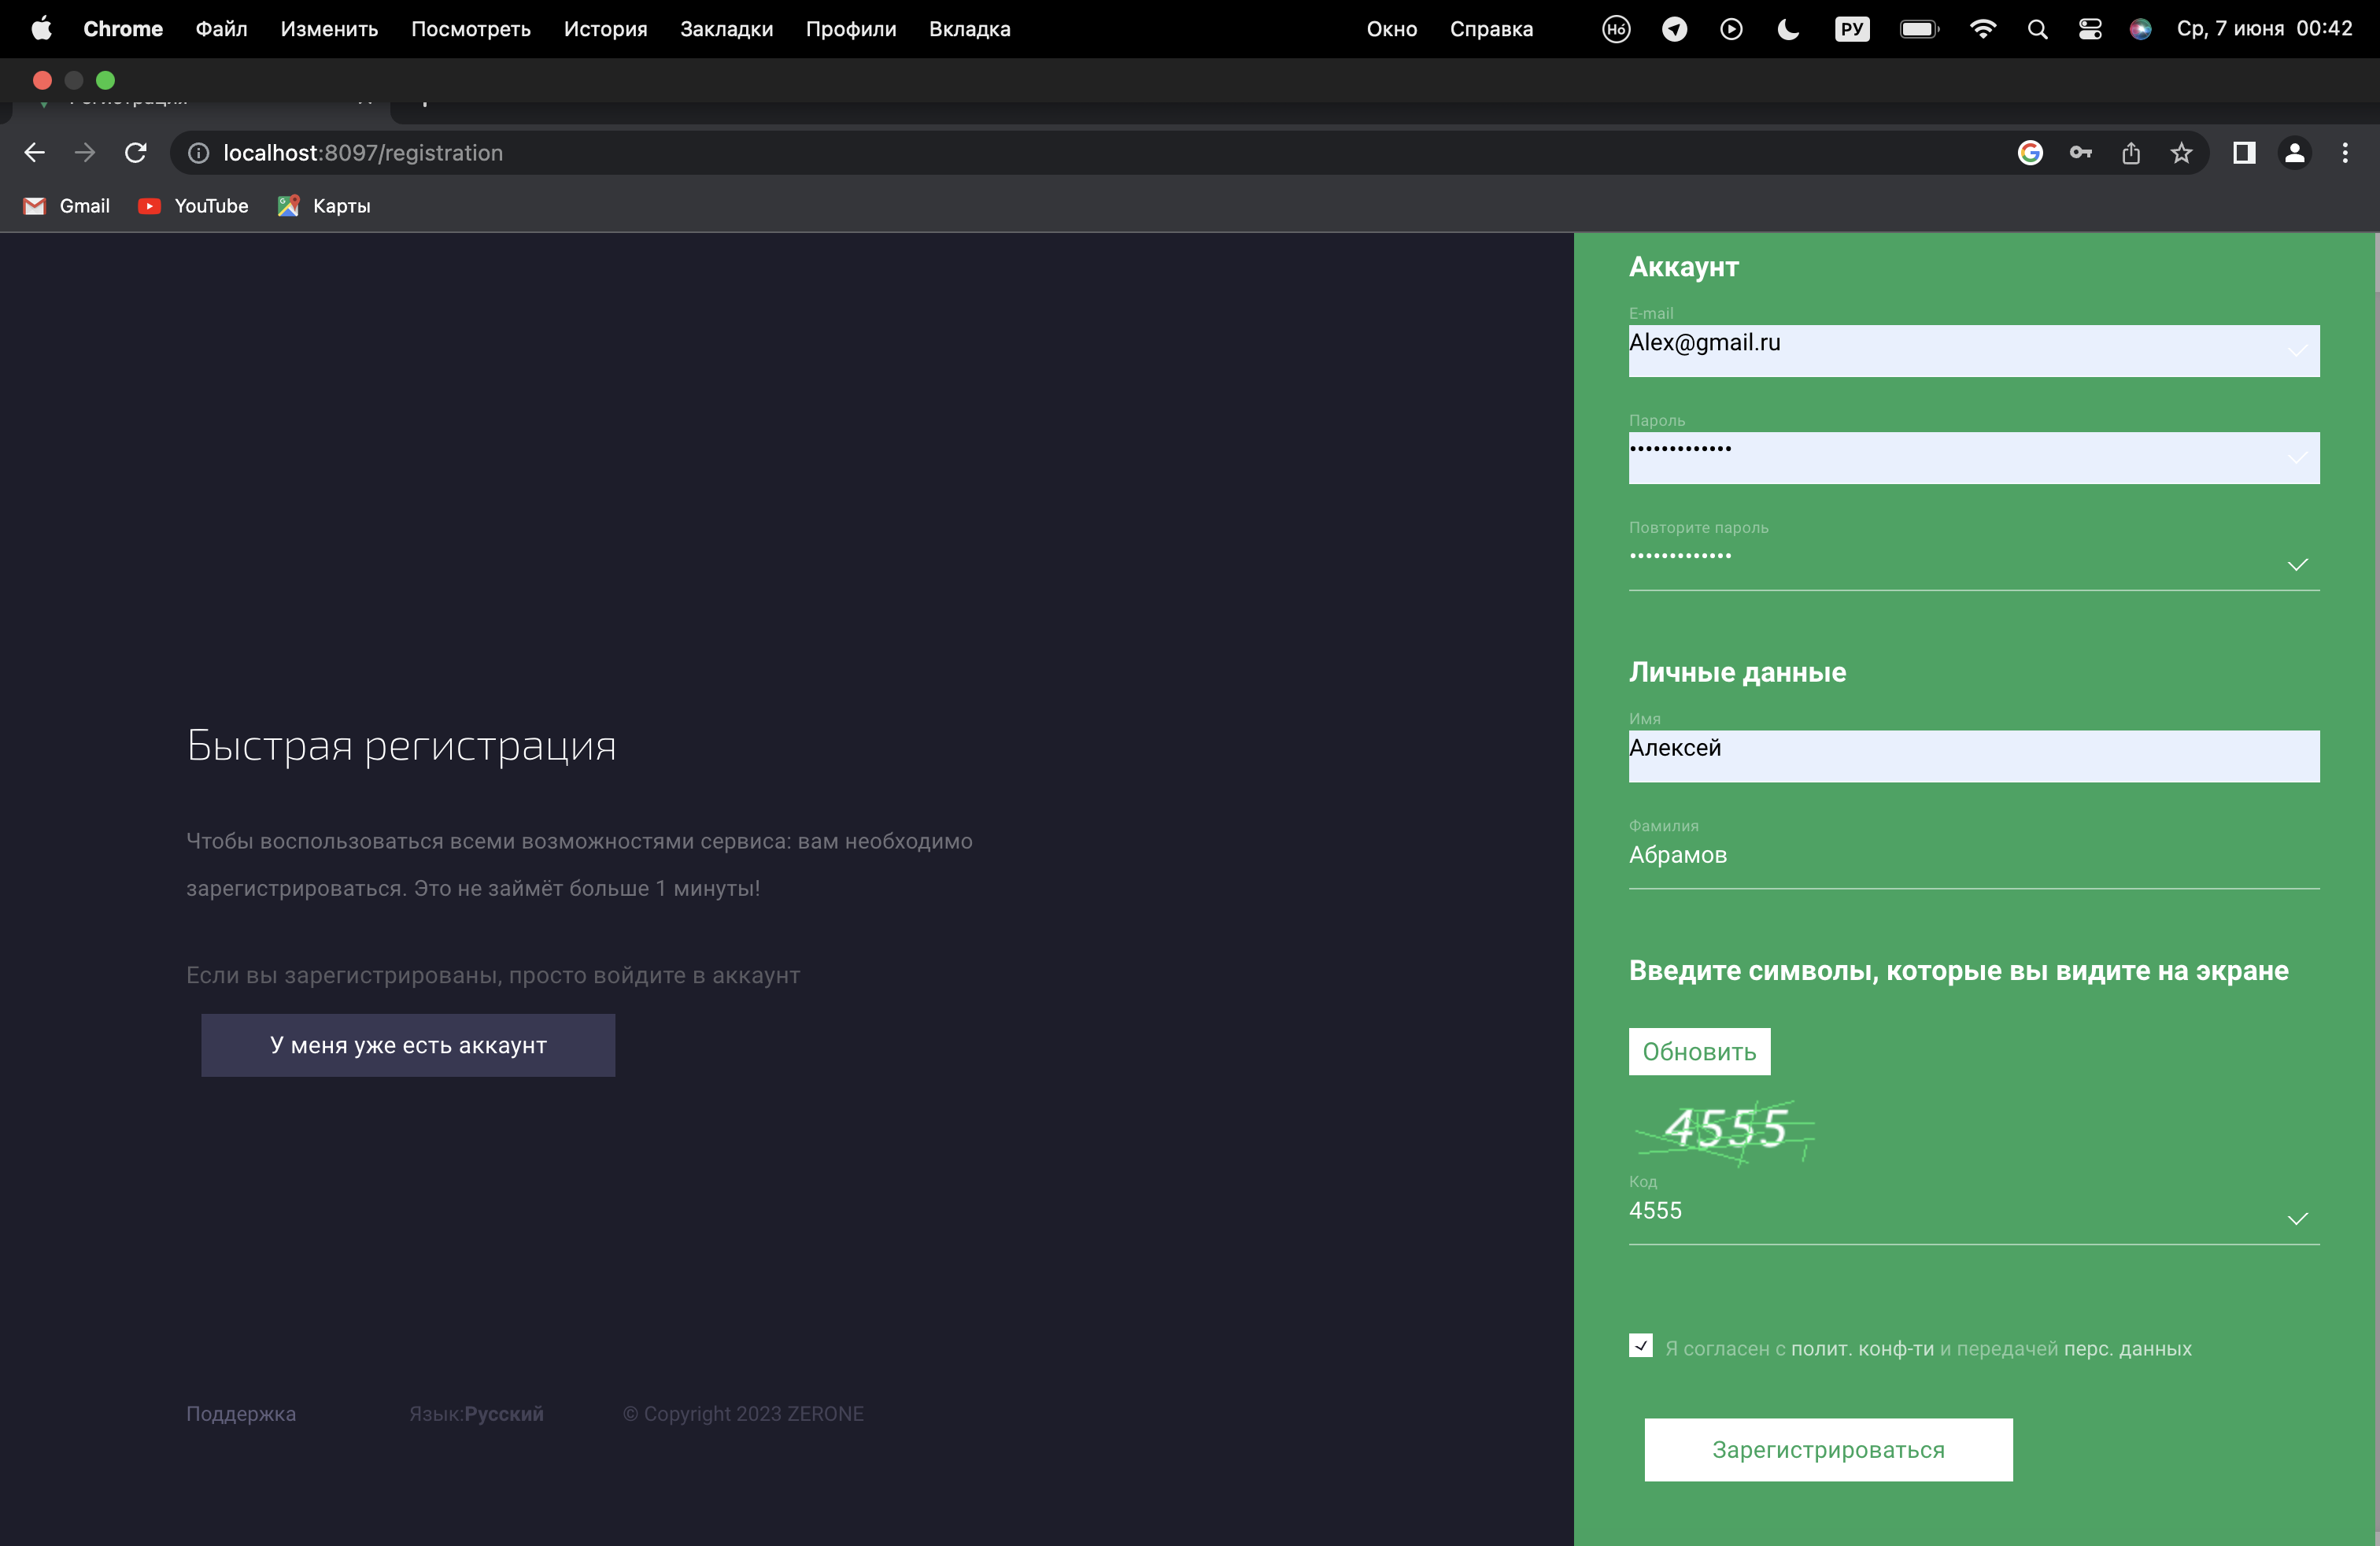 Chrome Файл Изменить Посмотреть История Закладки Профили Вкладка Окно Справка Hó РУ Ср, 7 июня 00:42
localhost:8097/registration
Gmail YouTube Карты
Быстрая регистрация
Чтобы воспользоваться всеми возможностями сервиса: вам необходимо
зарегистрироваться. Это не займёт больше 1 минуты!
Если вы зарегистрированы, просто войдите в аккаунт
У меня уже есть аккаунт
Поддержка Язык:Русский © Copyright 2023 ZERONE
Аккаунт
E-mail
Alex@gmail.ru
Пароль
•••••••••••••
Повторите пароль
•••••••••••••
Личные данные
Имя
Алексей
Фамилия
Абрамов
Введите символы, которые вы видите на экране
Обновить
4555
Код
4555
Я согласен с полит. конф-ти и передачей перс. данных
Зарегистрироваться